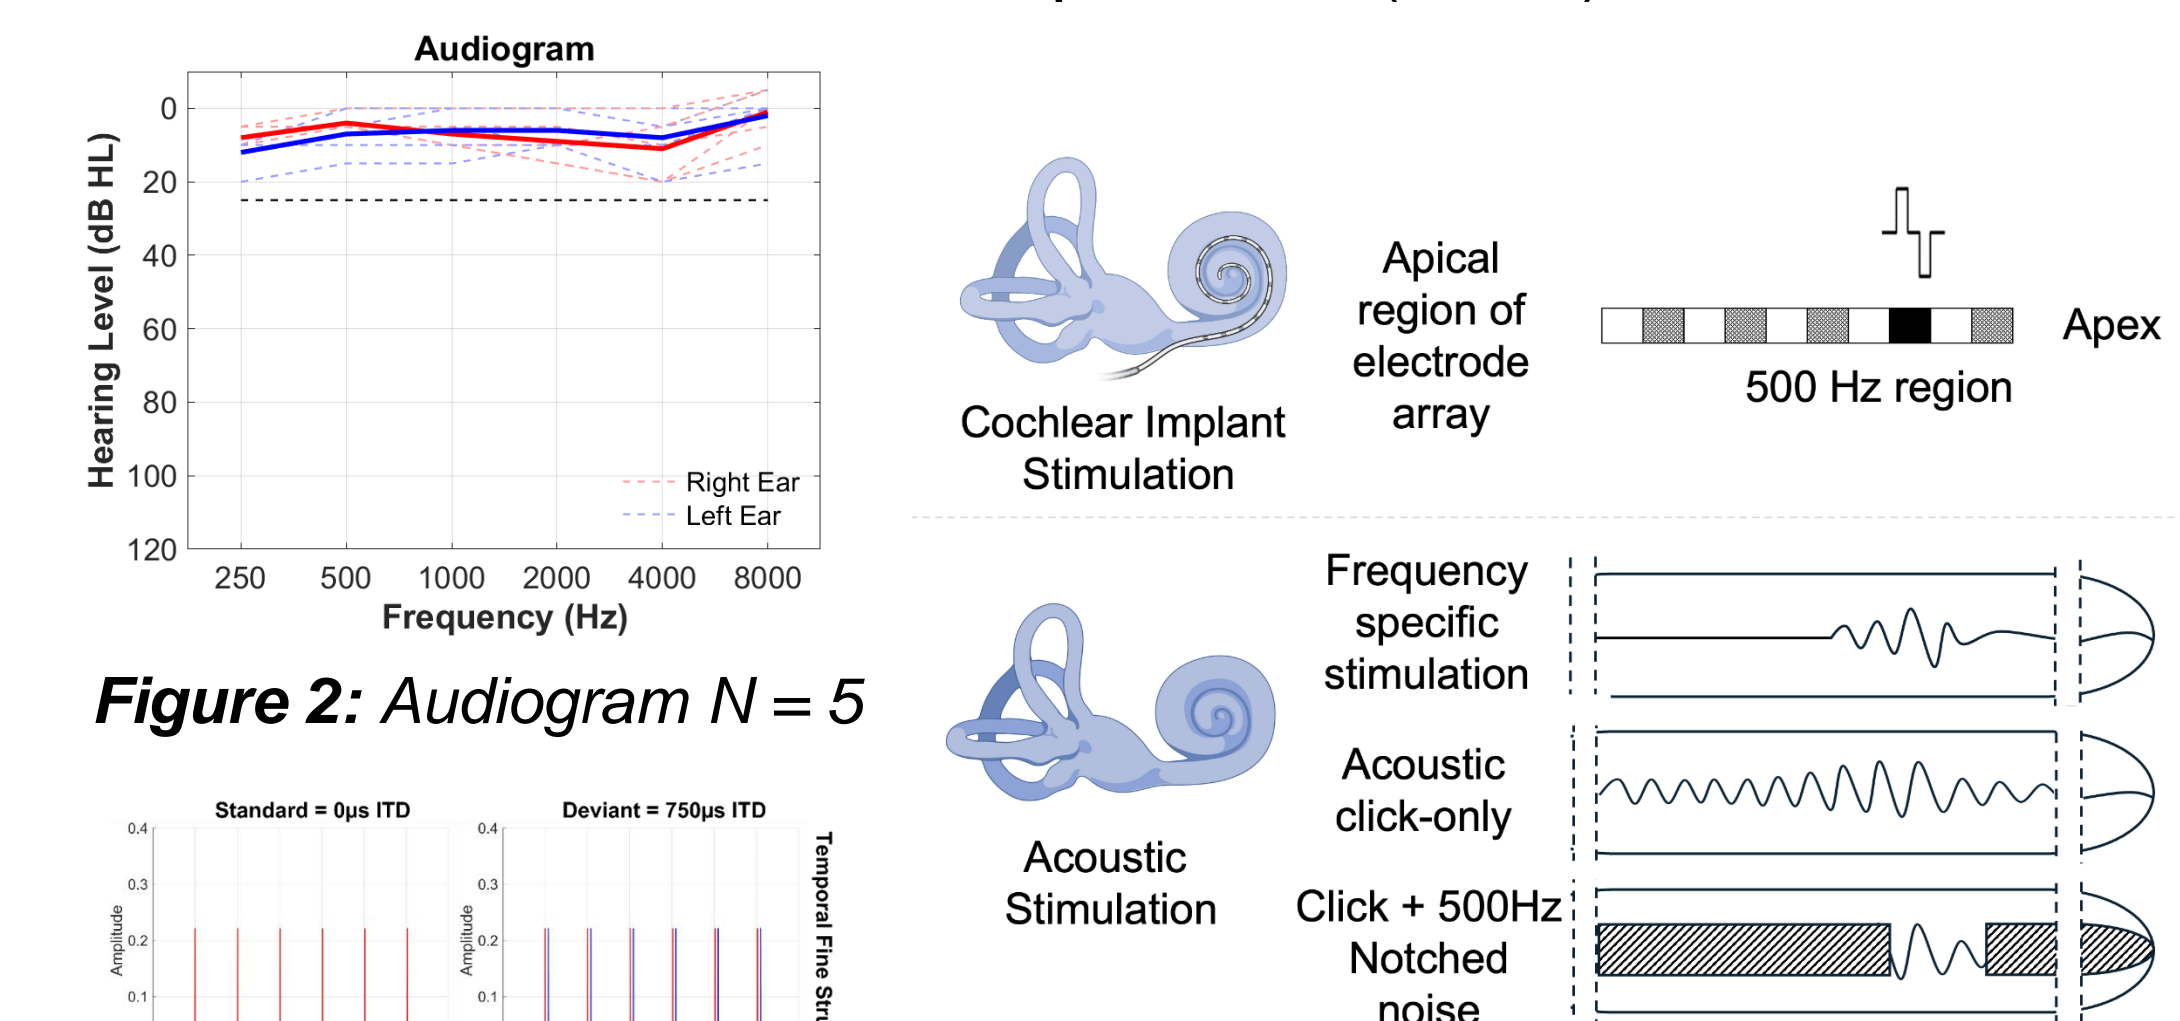 Audiogram
Hearing Level (dB HL)
0
20
40
60
80
100
120
Right Ear
Left Ear
250 500 1000 2000 4000 8000
Frequency (Hz)
Figure 2: Audiogram N = 5
Standard = 0µs ITD
Amplitude
0.4
0.3
0.2
0.1
Deviant = 750µs ITD
Amplitude
0.4
0.3
0.2
0.1
Temporal Fine
Cochlear Implant
Stimulation
Apical
region of
electrode
array
Apex
500 Hz region
Acoustic
Stimulation
Frequency
specific
stimulation
Acoustic
click-only
Click + 500Hz
Notched
noise